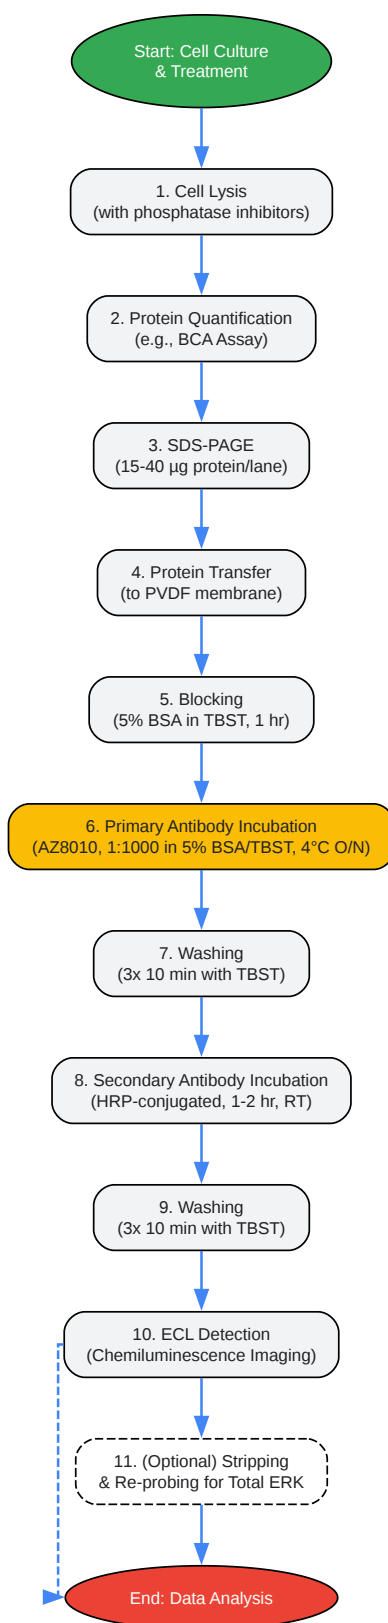 Start: Cell Culture
& Treatment
1. Cell Lysis
(with phosphatase inhibitors)
2. Protein Quantification
(e.g., BCA Assay)
3. SDS-PAGE
(15-40 µg protein/lane)
4. Protein Transfer
(to PVDF membrane)
5. Blocking
(5% BSA in TBST, 1 hr)
6. Primary Antibody Incubation
(AZ8010, 1:1000 in 5% BSA/TBST, 4°C O/N)
7. Washing
(3x 10 min with TBST)
8. Secondary Antibody Incubation
(HRP-conjugated, 1-2 hr, RT)
9. Washing
(3x 10 min with TBST)
10. ECL Detection
(Chemiluminescence Imaging)
11. (Optional) Stripping
& Re-probing for Total ERK
End: Data Analysis